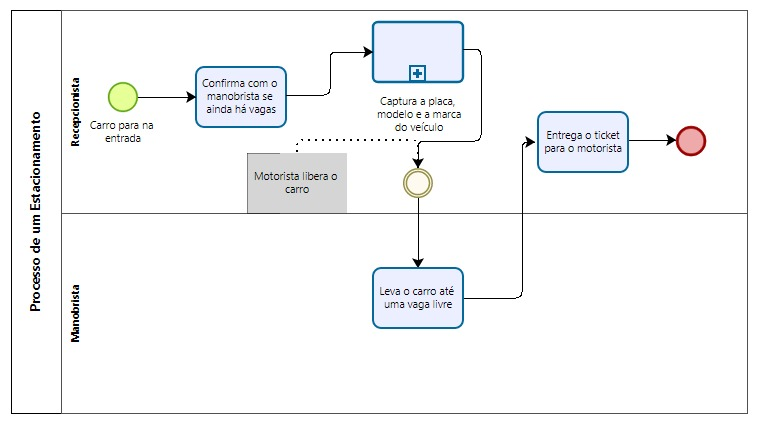 Processo de um Estacionamento
Recepcionista
Carro para na
entrada
Confirma com o
manobrista se
ainda há vagas
Captura a placa,
modelo e a marca
do veículo
Motorista libera o
carro
Entrega o ticket
para o motorista
Manobrista
Leva o carro até
uma vaga livre